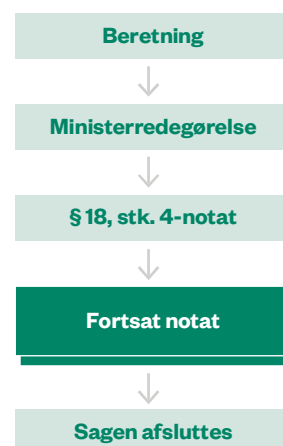 Beretning
Ministerredegørelse
§ 18, stk. 4-notat
Fortsat notat
Sagen afsluttes